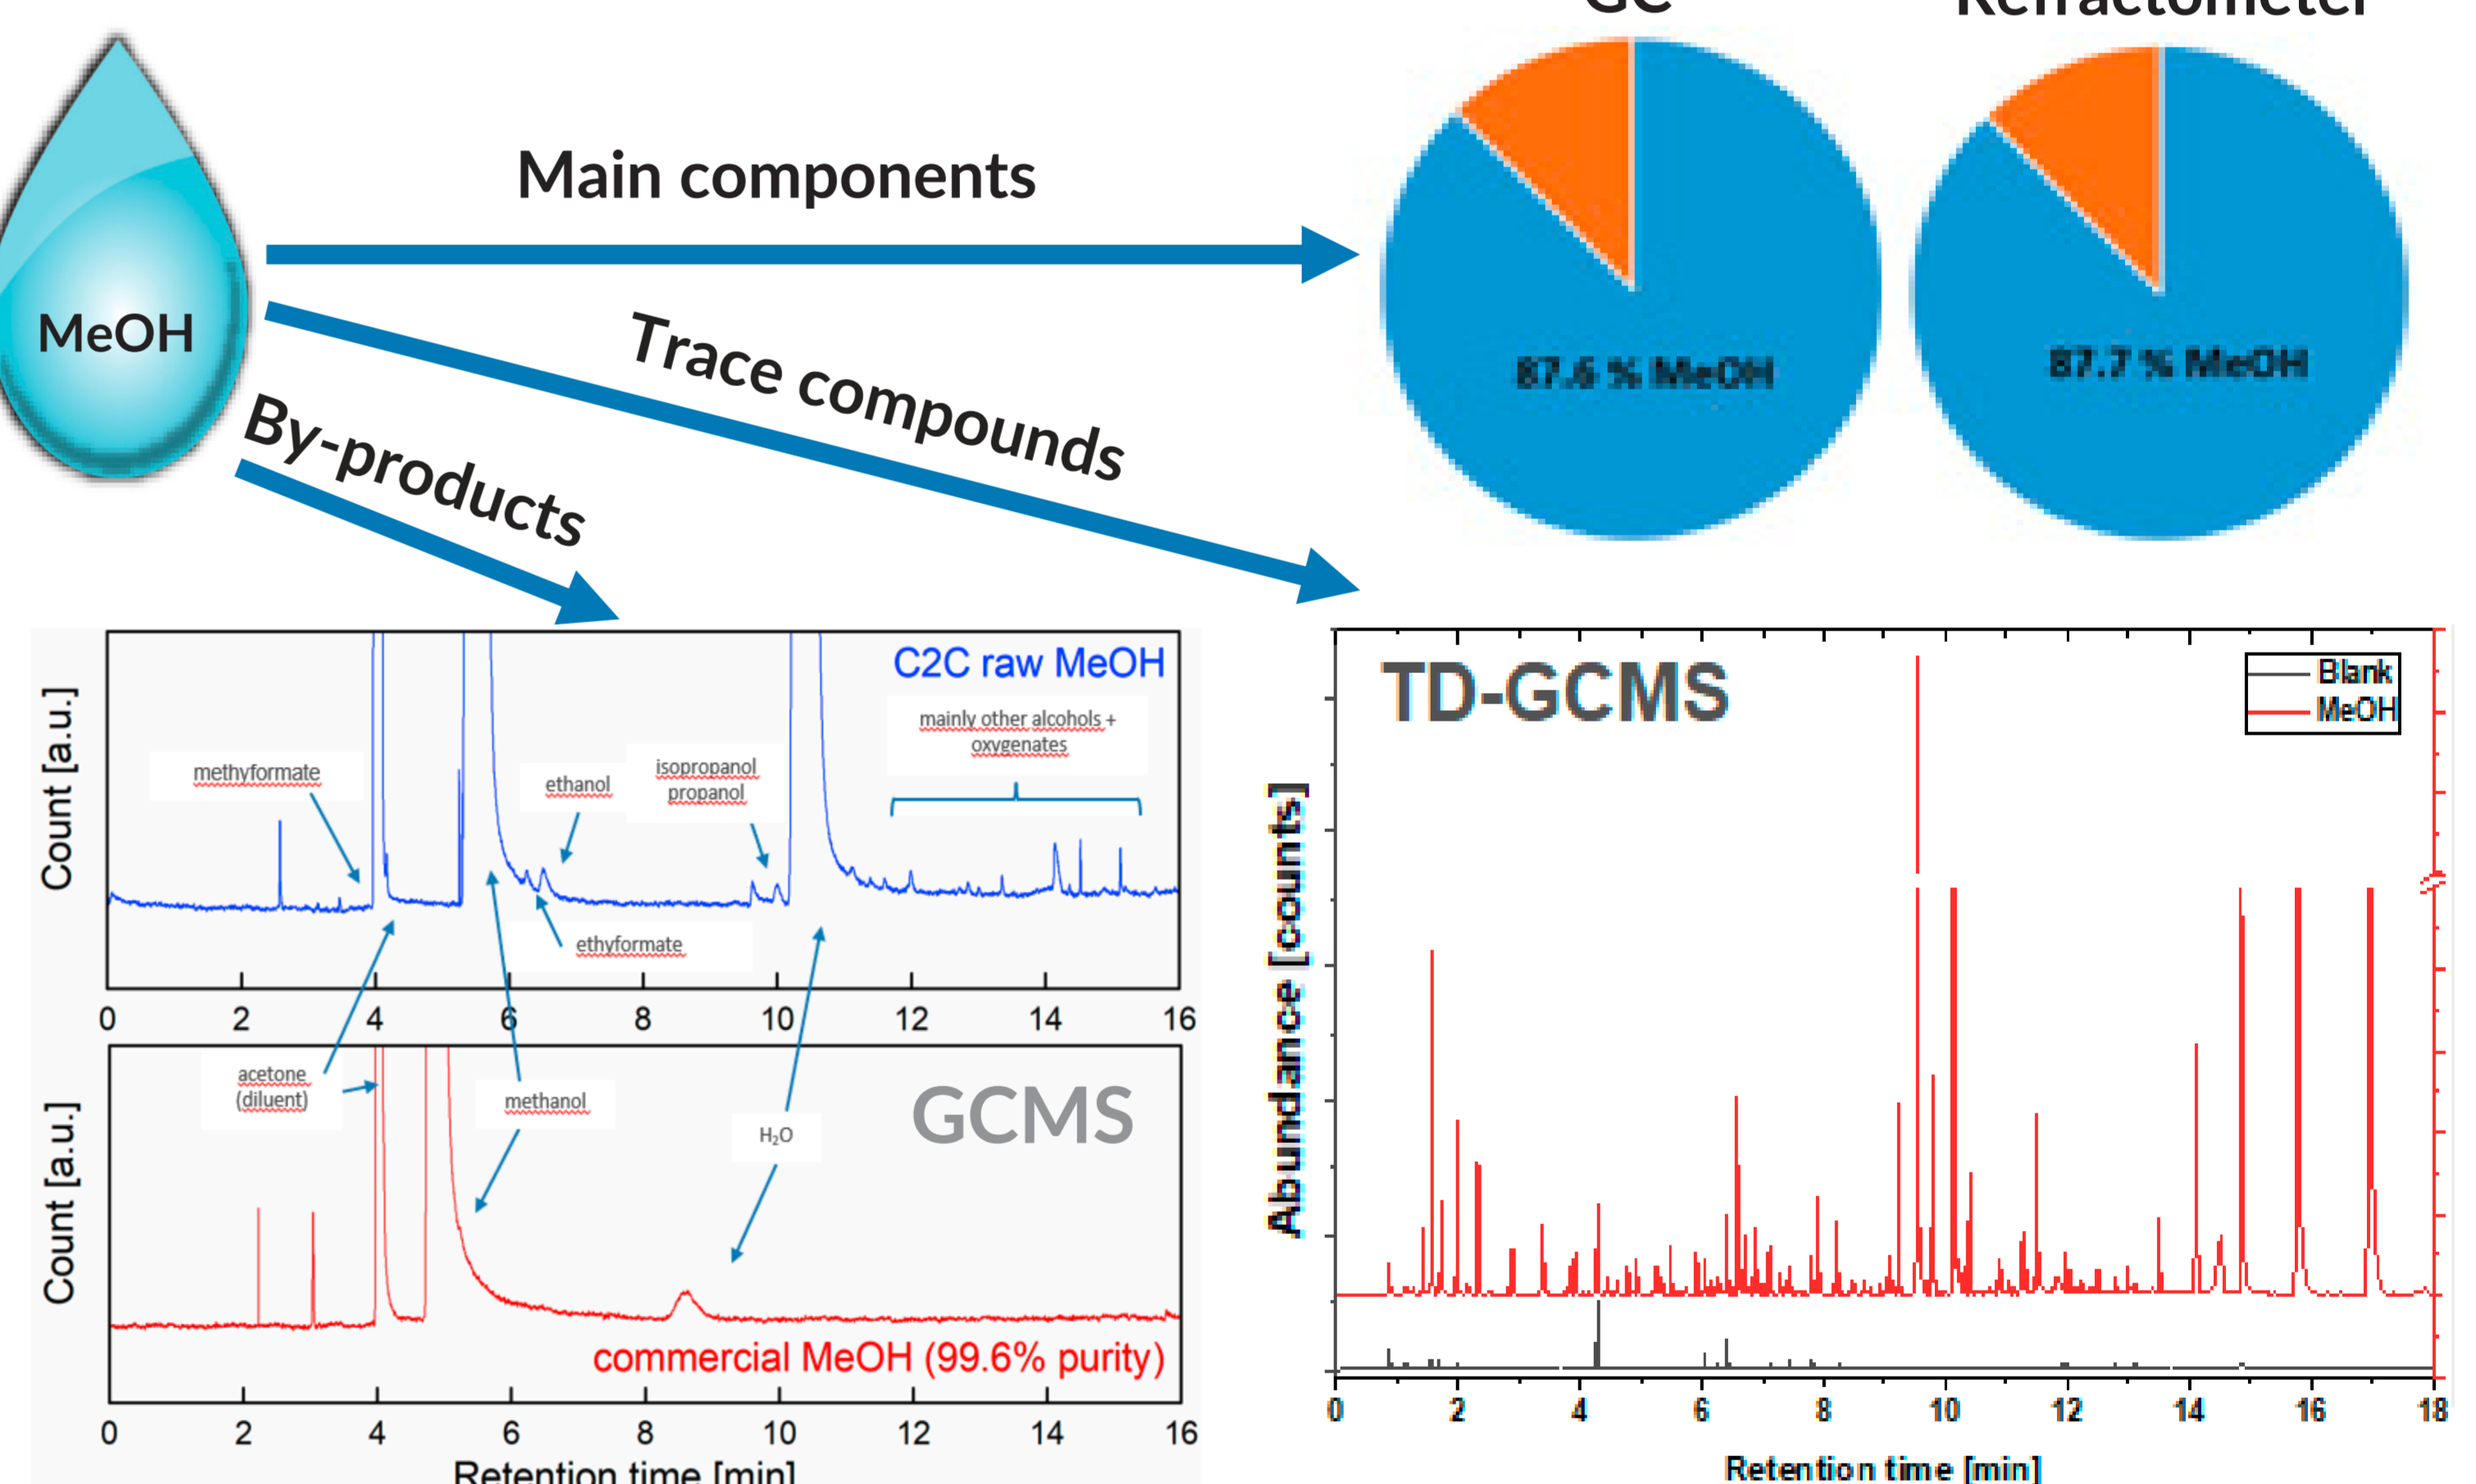 GC
Refractometer
Main components
MeOH
Trace compounds
By-products
87.6 % MeOH
87.7 % MeOH
C2C raw MeOH
mainly other alcohols +
oxygenates
methyformate
ethanol
isopropanol
propanol
ethyformate
Count [a.u.]
0 2 4 6 8 10 12 14 16
acetone
(diluent)
methanol
H₂O
GCMS
Count [a.u.]
commercial MeOH (99.6% purity)
0 2 4 6 8 10 12 14 16
Retention time [min]
TD-GCMS
Blank
MeOH
Abundance [counts]
0 2 4 6 8 10 12 14 16 18
Retention time [min]